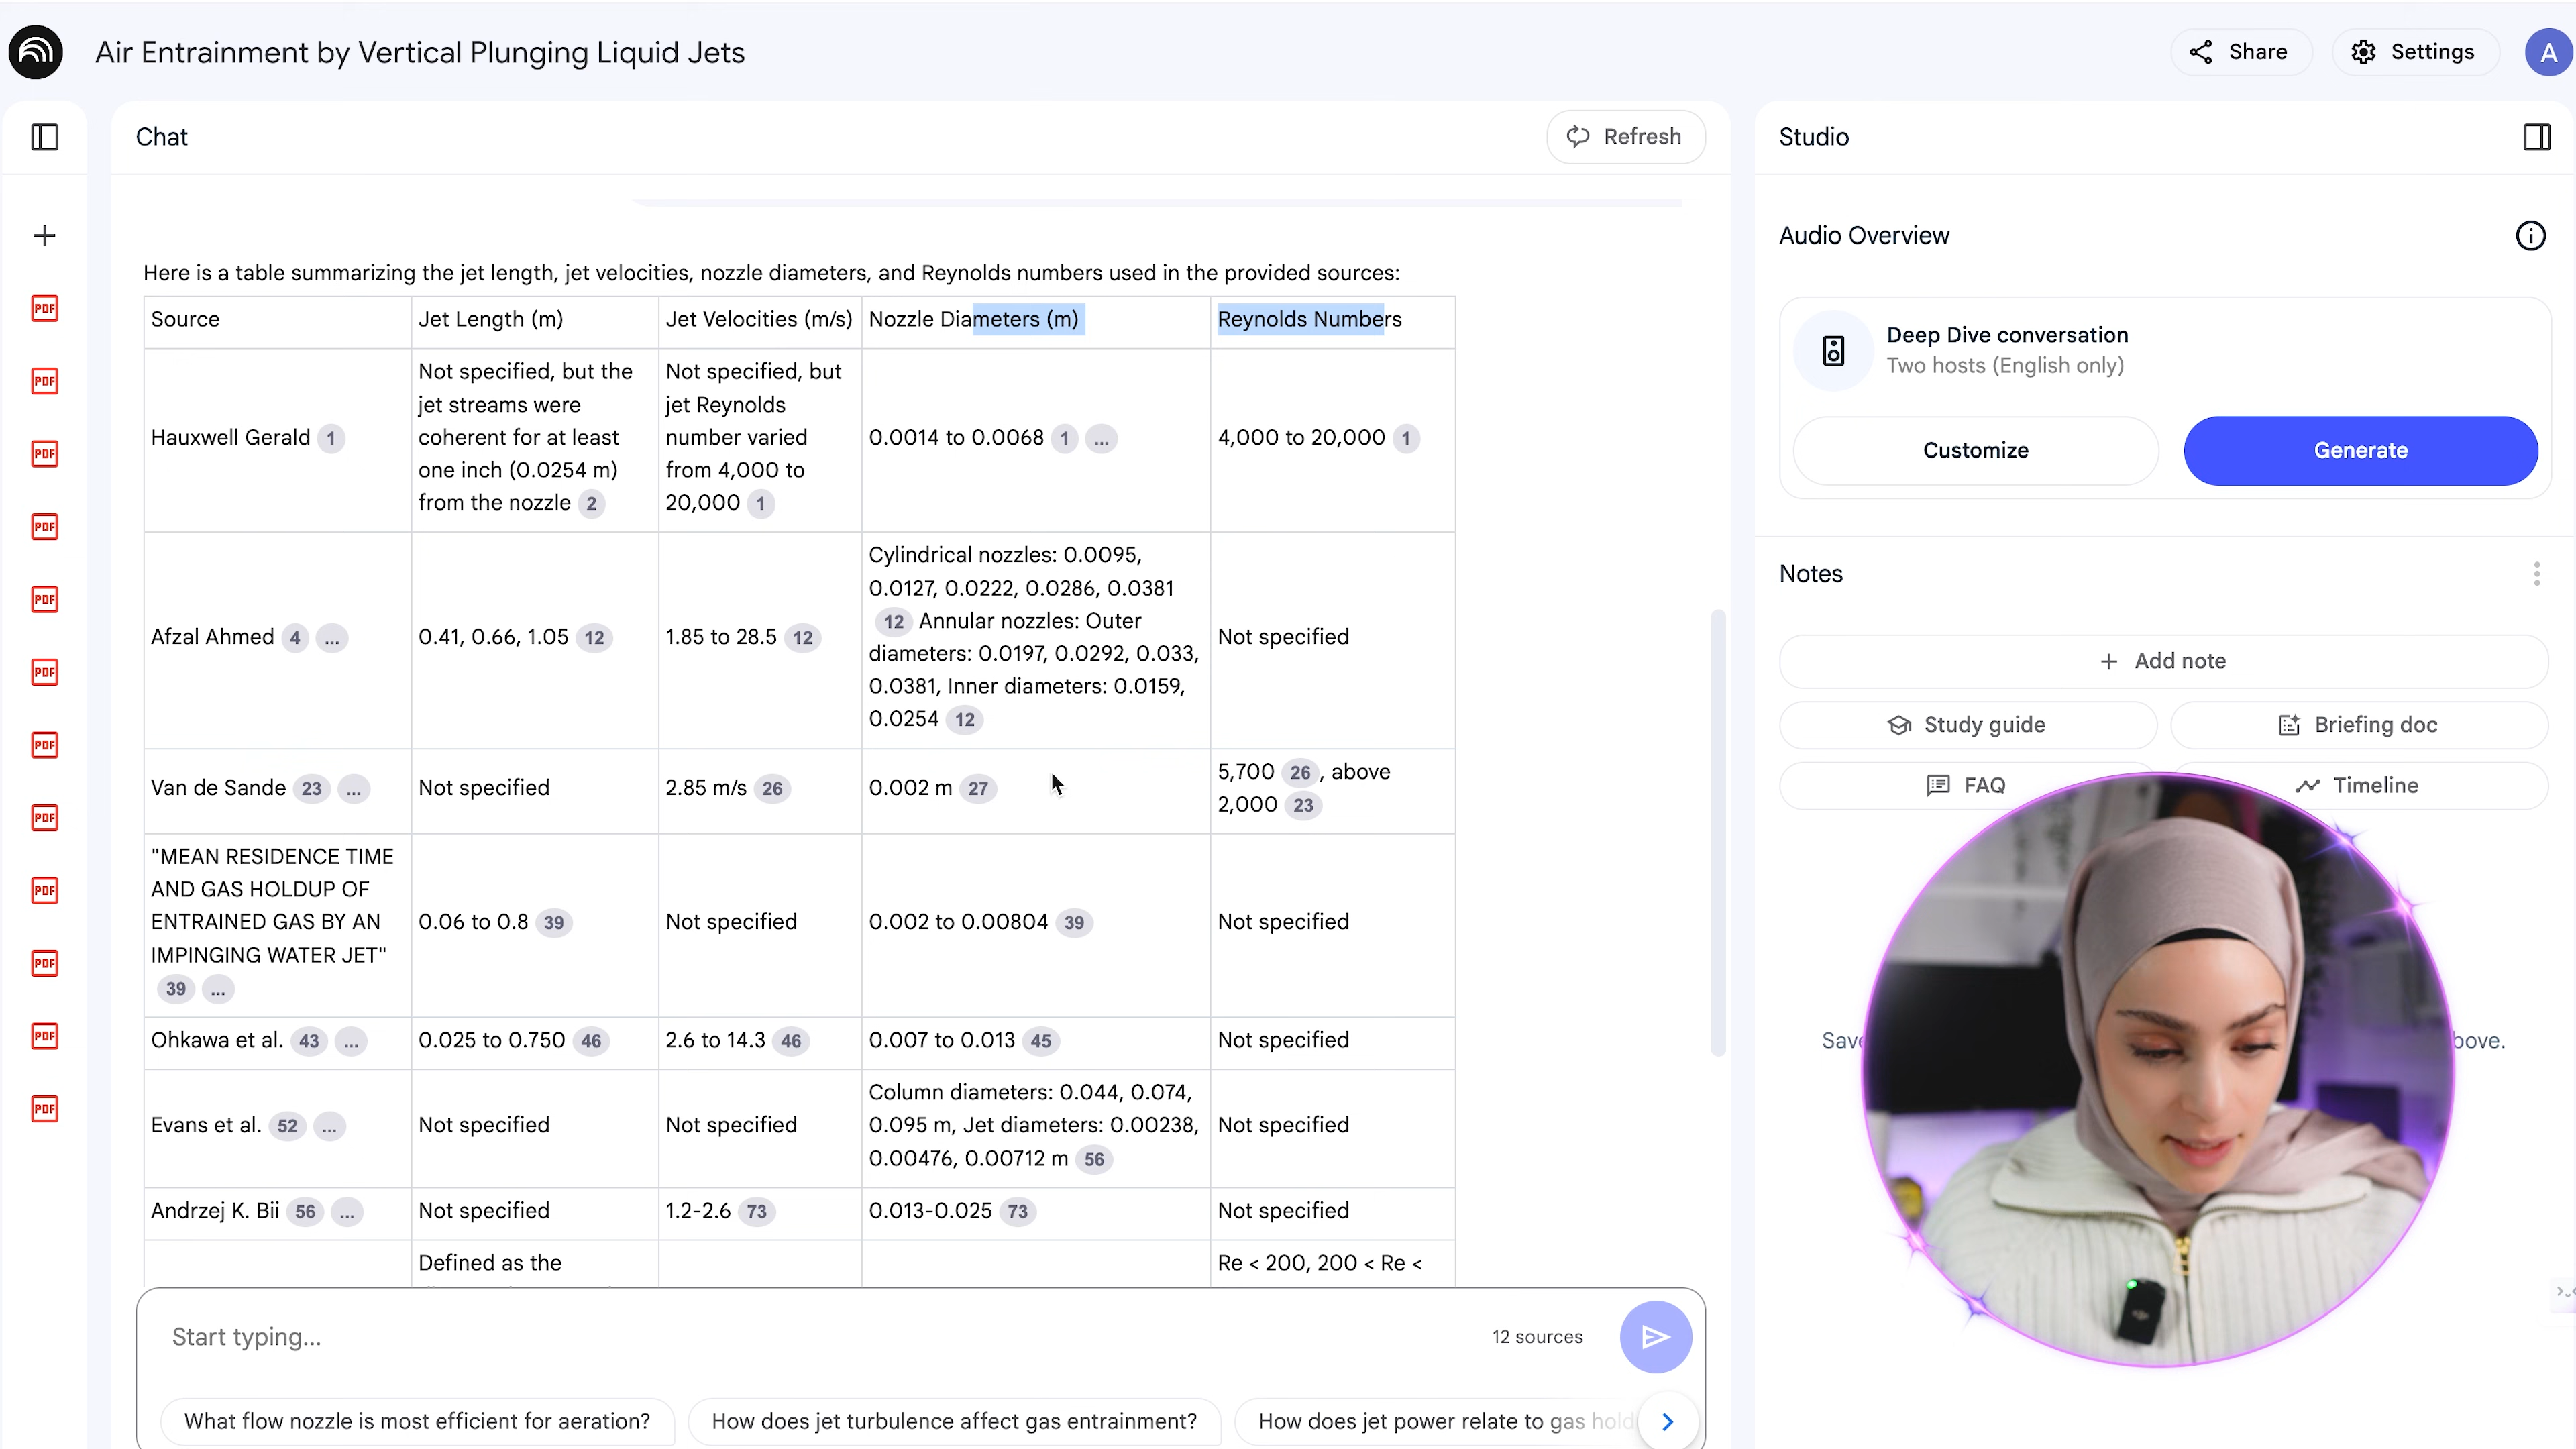 Air Entrainment by Vertical Plunging Liquid Jets
Share
Settings
A
Chat
Refresh
Here is a table summarizing the jet length, jet velocities, nozzle diameters, and Reynolds numbers used in the provided sources:
Source
Jet Length (m)
Jet Velocities (m/s)
Nozzle Diameters (m)
Reynolds Numbers
Hauxwell Gerald 1
Not specified, but the
jet streams were
coherent for at least
one inch (0.0254 m)
from the nozzle 2
Not specified, but
jet Reynolds
number varied
from 4,000 to
20,000 1
0.0014 to 0.0068 1 ...
4,000 to 20,000 1
Afzal Ahmed 4 ...
0.41, 0.66, 1.05 12
1.85 to 28.5 12
Cylindrical nozzles: 0.0095,
0.0127, 0.0222, 0.0286, 0.0381
12 Annular nozzles: Outer
diameters: 0.0197, 0.0292, 0.033,
0.0381, Inner diameters: 0.0159,
0.0254 12
Not specified
Van de Sande 23 ...
Not specified
2.85 m/s 26
0.002 m 27
5,700 26 , above
2,000 23
"MEAN RESIDENCE TIME
AND GAS HOLDUP OF
ENTRAINED GAS BY AN
IMPINGING WATER JET"
39 ...
0.06 to 0.8 39
Not specified
0.002 to 0.00804 39
Not specified
Ohkawa et al. 43 ...
0.025 to 0.750 46
2.6 to 14.3 46
0.007 to 0.013 45
Not specified
Evans et al. 52 ...
Not specified
Not specified
Column diameters: 0.044, 0.074,
0.095 m, Jet diameters: 0.00238,
0.00476, 0.00712 m 56
Not specified
Andrzej K. Bii 56 ...
Not specified
1.2-2.6 73
0.013-0.025 73
Not specified
Defined as the
Re < 200, 200 < Re <
Start typing...
12 sources
What flow nozzle is most efficient for aeration?
How does jet turbulence affect gas entrainment?
How does jet power relate to gas hold
Studio
Audio Overview
Deep Dive conversation
Two hosts (English only)
Customize
Generate
Notes
+ Add note
Study guide
Briefing doc
FAQ
Timeline
Save
bove.
PDF
PDF
PDF
PDF
PDF
PDF
PDF
PDF
PDF
PDF
PDF
PDF